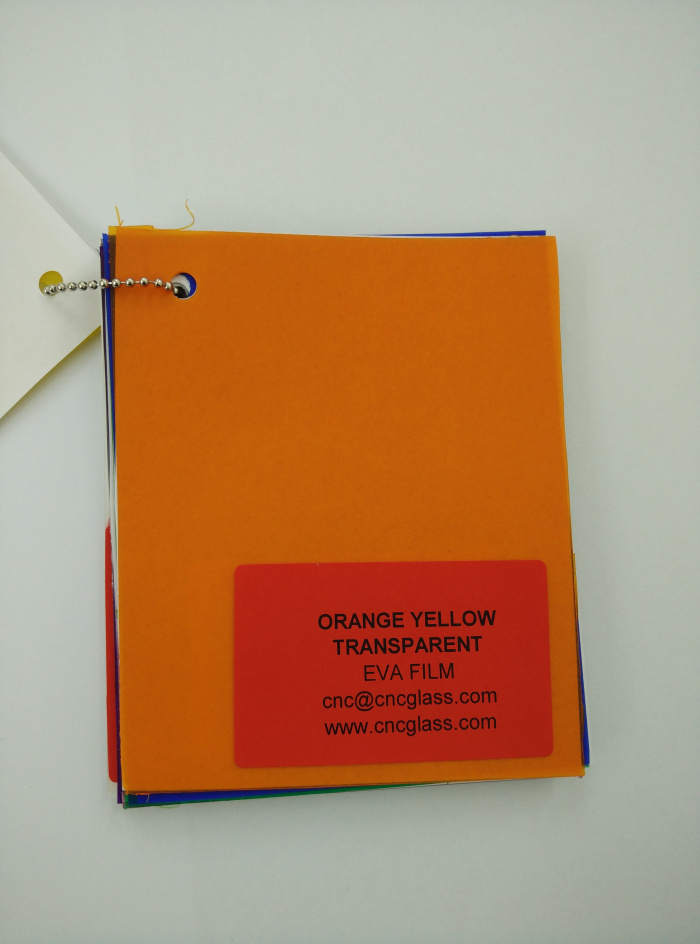 ORANGE YELLOW
TRANSPARENT
EVA FILM
cnc@cncglass.com
www.cncglass.com